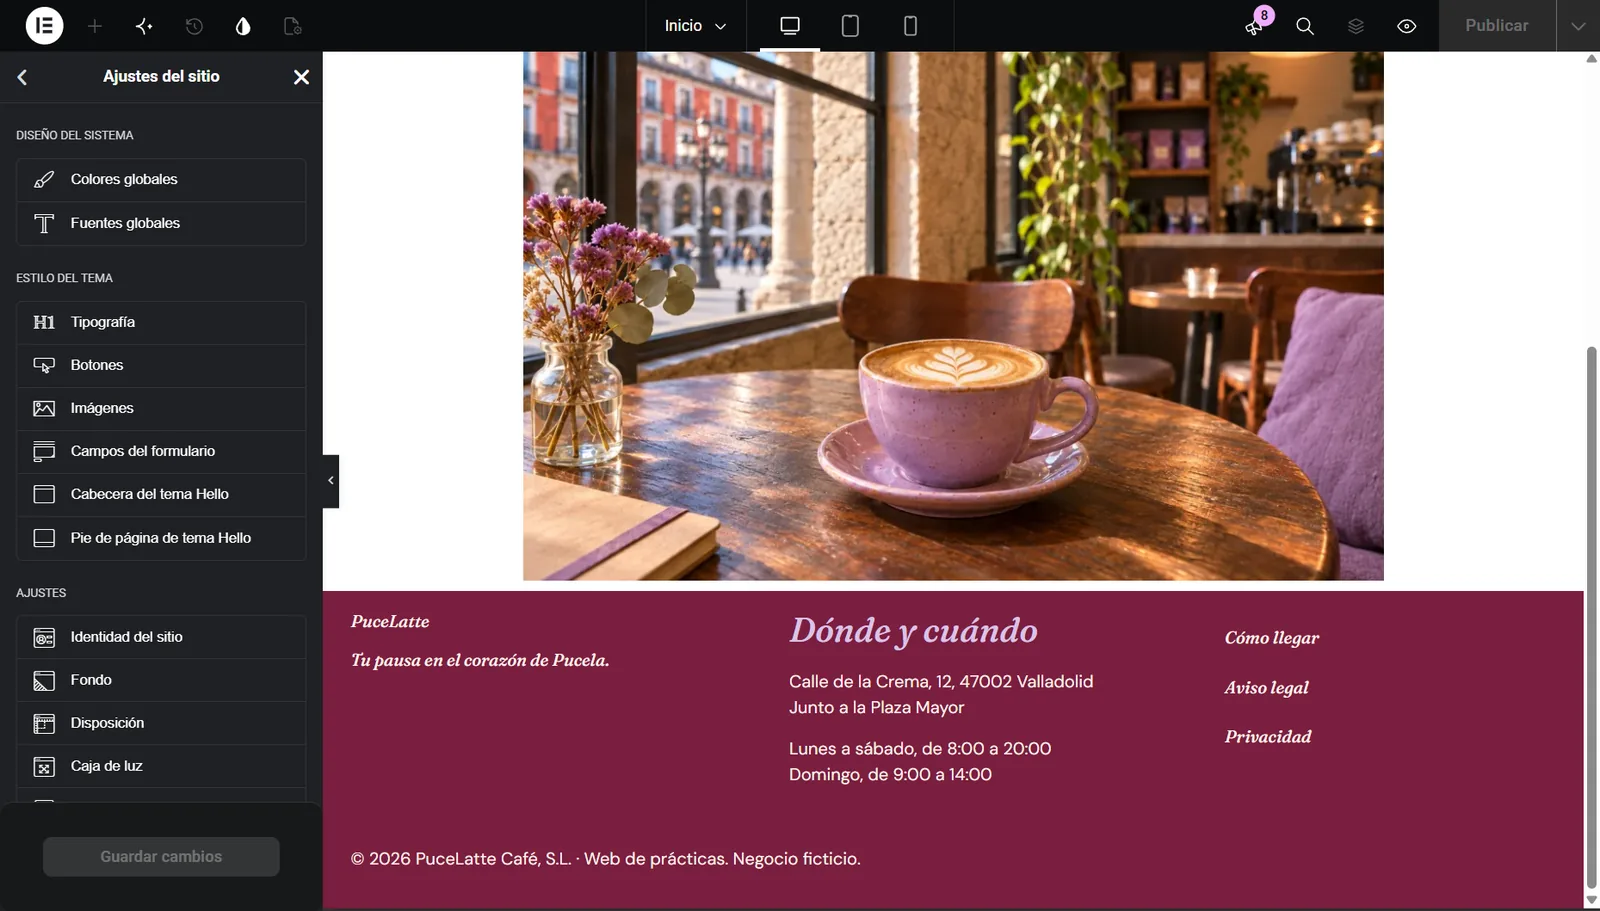 Inicio
8
Publicar
Ajustes del sitio
DISEÑO DEL SISTEMA
Colores globales
Fuentes globales
ESTILO DEL TEMA
H1 Tipografía
Botones
Imágenes
Campos del formulario
Cabecera del tema Hello
Pie de página de tema Hello
AJUSTES
Identidad del sitio
Fondo
Disposición
Caja de luz
Guardar cambios
PuceLatte
Tu pausa en el corazón de Pucela.
Dónde y cuándo
Calle de la Crema, 12, 47002 Valladolid
Junto a la Plaza Mayor
Lunes a sábado, de 8:00 a 20:00
Domingo, de 9:00 a 14:00
Cómo llegar
Aviso legal
Privacidad
© 2026 PuceLatte Café, S.L. · Web de prácticas. Negocio ficticio.